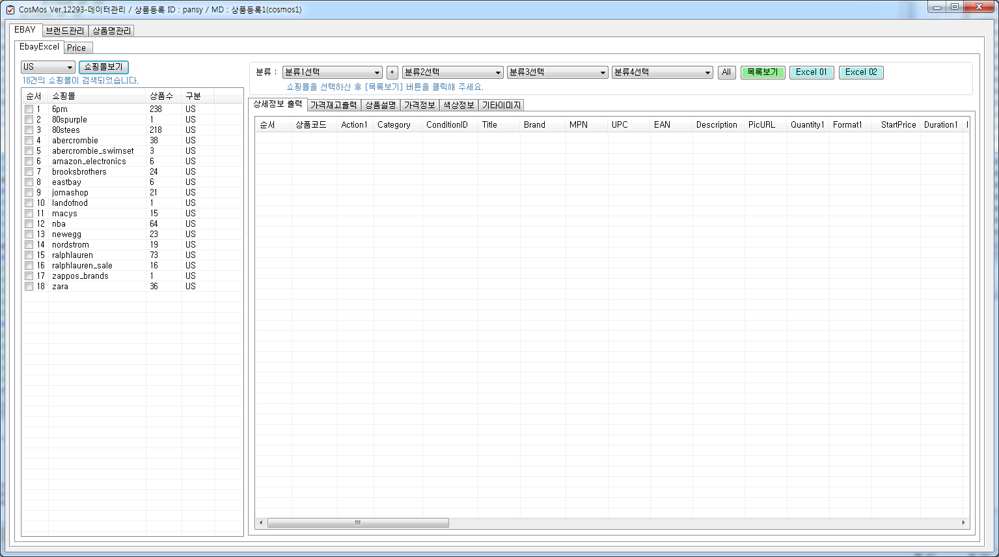 CosMos Ver.12293-데이터관리 / 상품등록 ID : pansy / MD : 상품등록1(cosmos1)
EBAY 브랜드관리 상품명관리
EbayExcel Price
US 쇼핑몰보기
18건의 쇼핑몰이 검색되었습니다.
순서 쇼핑몰 상품수 구분
1 6pm 238 US
2 80spurple 1 US
3 80stees 218 US
4 abercrombie 38 US
5 abercrombie_swimset 3 US
6 amazon_electronics 6 US
7 brooksbrothers 24 US
8 eastbay 6 US
9 jomashop 21 US
10 landofnod 1 US
11 macys 15 US
12 nba 64 US
13 newegg 23 US
14 nordstrom 19 US
15 ralphlauren 73 US
16 ralphlauren_sale 16 US
17 zappos_brands 1 US
18 zara 36 US
분류 : 분류1선택 + 분류2선택 분류3선택 분류4선택 All 목록보기 Excel 01 Excel 02
쇼핑몰을 선택하신 후 [목록보기] 버튼을 클릭해 주세요.
상세정보 출력 가격재고출력 상품설명 가격정보 색상정보 기타이미지
순서 상품코드 Action1 Category ConditionID Title Brand MPN UPC EAN Description PicURL Quantity1 Format1 StartPrice Duration1